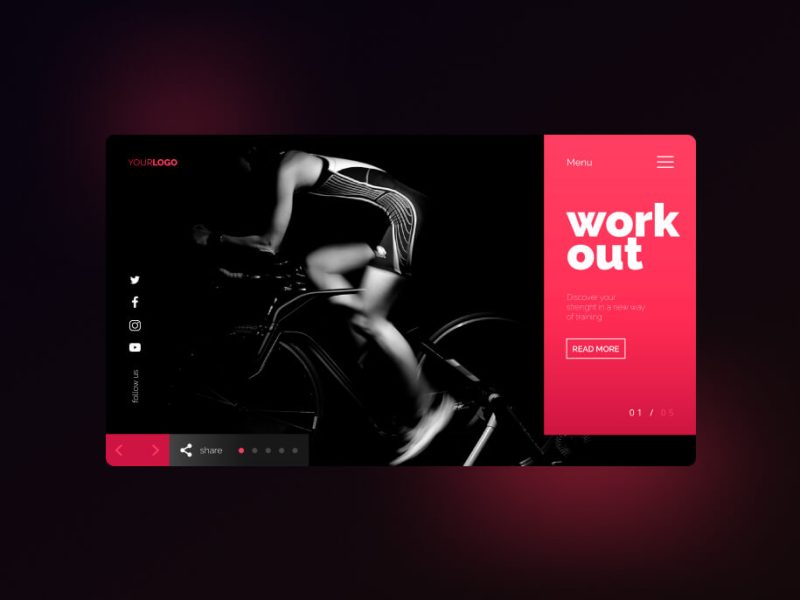 YOURLOGO
Menu
work
out
Discover your
strenght in a new way
of training
READ MORE
01 / 05
follow us
share